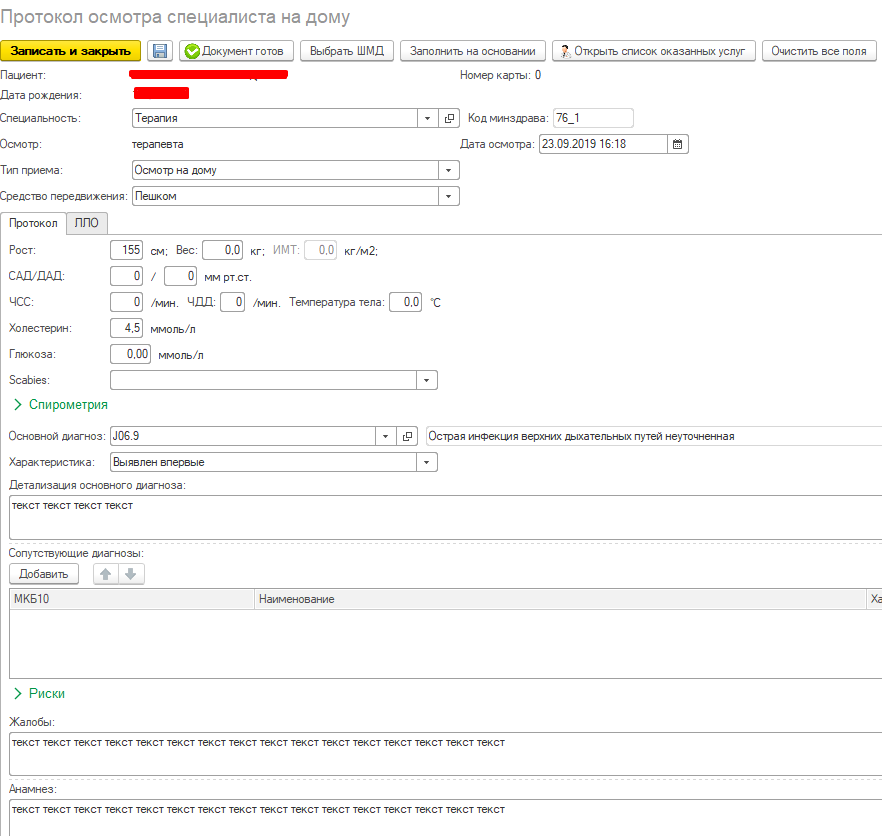 Протокол осмотра специалиста на дому
Записать и закрыть Документ готов Выбрать ШМД Заполнить на основании Открыть список оказанных услуг Очистить все поля
Пациент: Номер карты: 0
Дата рождения:
Специальность: Терапия Код минздрава: 76_1
Осмотр: терапевта Дата осмотра: 23.09.2019 16:18
Тип приема: Осмотр на дому
Средство передвижения: Пешком
Протокол ЛЛО
Рост: 155 см; Вес: 0,0 кг; ИМТ: 0,0 кг/м2;
САД/ДАД: 0 / 0 мм рт.ст.
ЧСС: 0 /мин. ЧДД: 0 /мин. Температура тела: 0,0 °C
Холестерин: 4,5 ммоль/л
Глюкоза: 0,00 ммоль/л
Scabies:
Спирометрия
Основной диагноз: J06.9 Острая инфекция верхних дыхательных путей неуточненная
Характеристика: Выявлен впервые
Детализация основного диагноза:
текст текст текст текст
Сопутствующие диагнозы:
Добавить
МКБ10 Наименование Ха
Риски
Жалобы:
текст текст текст текст текст текст текст текст текст текст текст текст текст текст текст текст
Анамнез:
текст текст текст текст текст текст текст текст текст текст текст текст текст текст текст текст